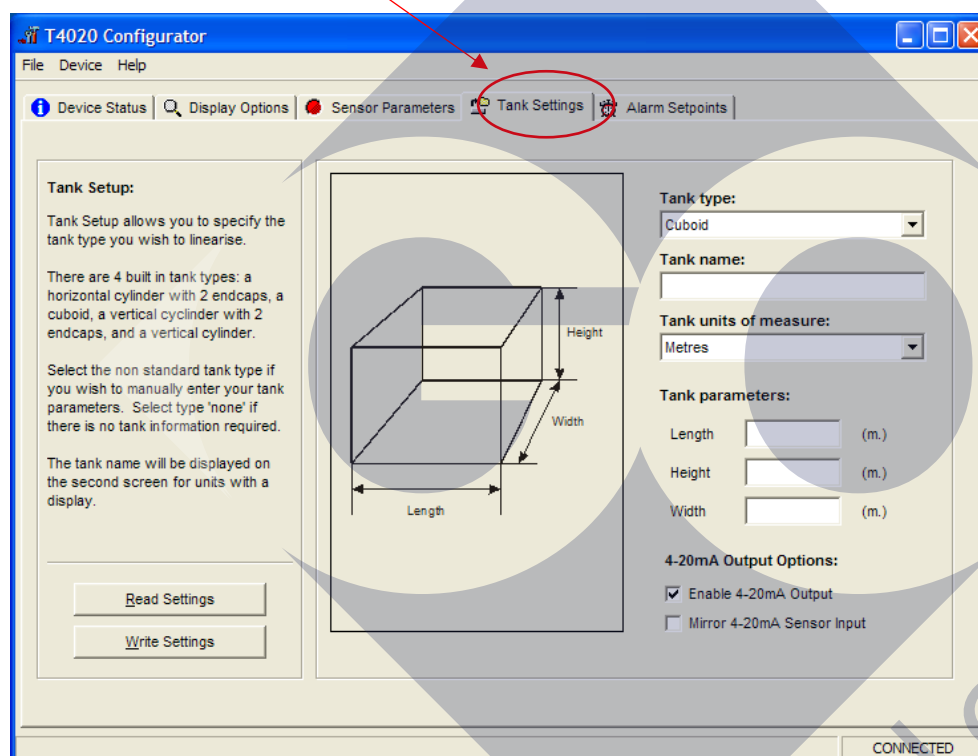 T4020 Configurator
File Device Help
Device Status Display Options Sensor Parameters Tank Settings Alarm Setpoints
Tank Setup:
Tank Setup allows you to specify the
tank type you wish to linearise.
There are 4 built in tank types: a
horizontal cylinder with 2 endcaps, a
cuboid, a vertical cyclinder with 2
endcaps, and a vertical cylinder.
Select the non standard tank type if
you wish to manually enter your tank
parameters. Select type 'none' if
there is no tank information required.
The tank name will be displayed on
the second screen for units with a
display.
Read Settings
Write Settings
Height
Width
Length
Tank type:
Cuboid
Tank name:
Tank units of measure:
Metres
Tank parameters:
Length (m.)
Height (m.)
Width (m.)
4-20mA Output Options:
Enable 4-20mA Output
Mirror 4-20mA Sensor Input
CONNECTED